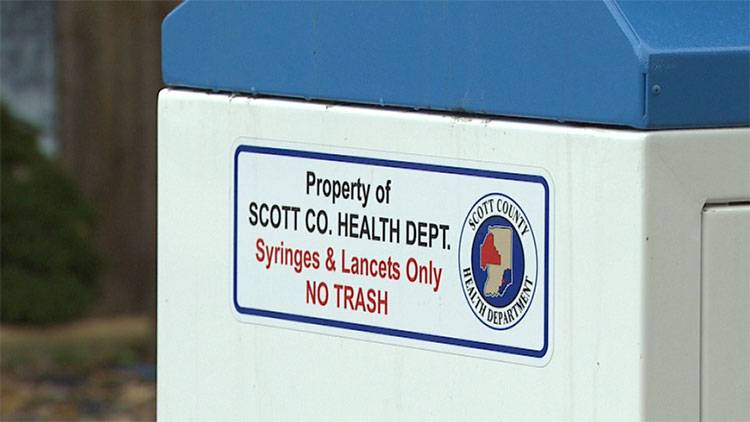 Property of
SCOTT CO. HEALTH DEPT.
Syringes & Lancets Only
NO TRASH
SCOTT COUNTY
HEALTH DEPARTMENT